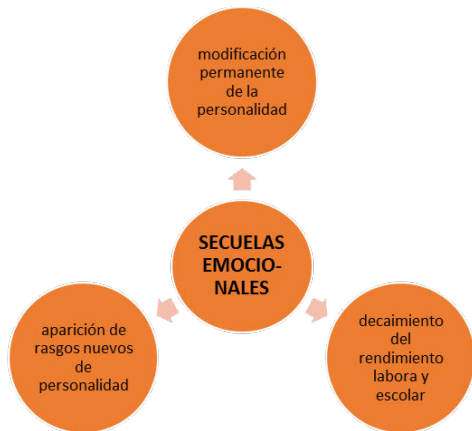 modificación
permanente
de la
personalidad
SECUELAS
EMOCIO-
NALES
aparición de
rasgos nuevos
de
personalidad
decaimiento
del
rendimiento
labora y
escolar